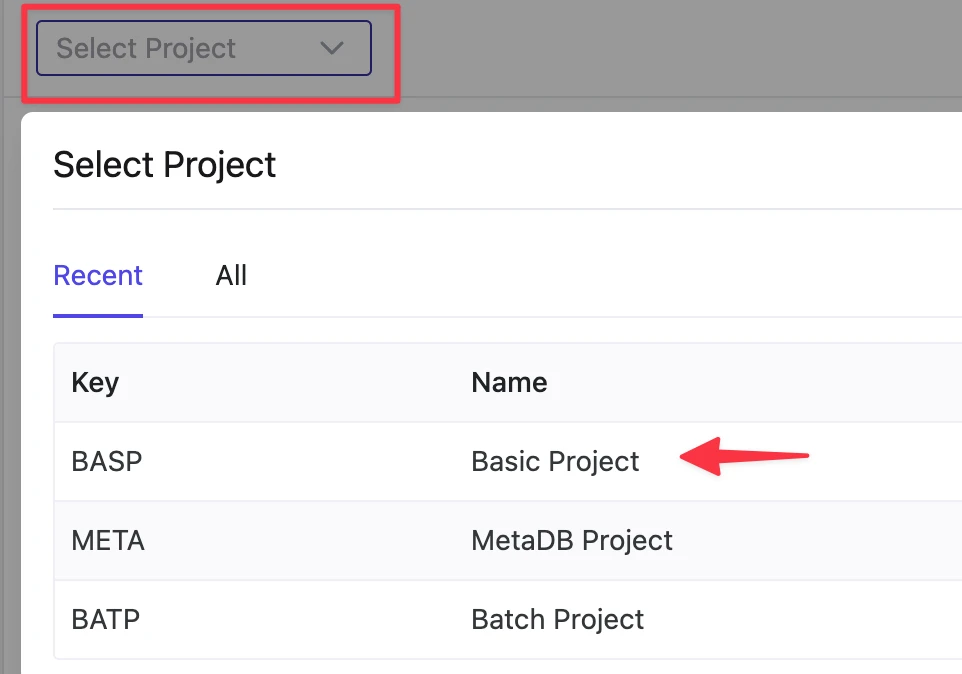 Select Project
Select Project
Recent All
Key Name
BASP Basic Project
META MetaDB Project
BATP Batch Project